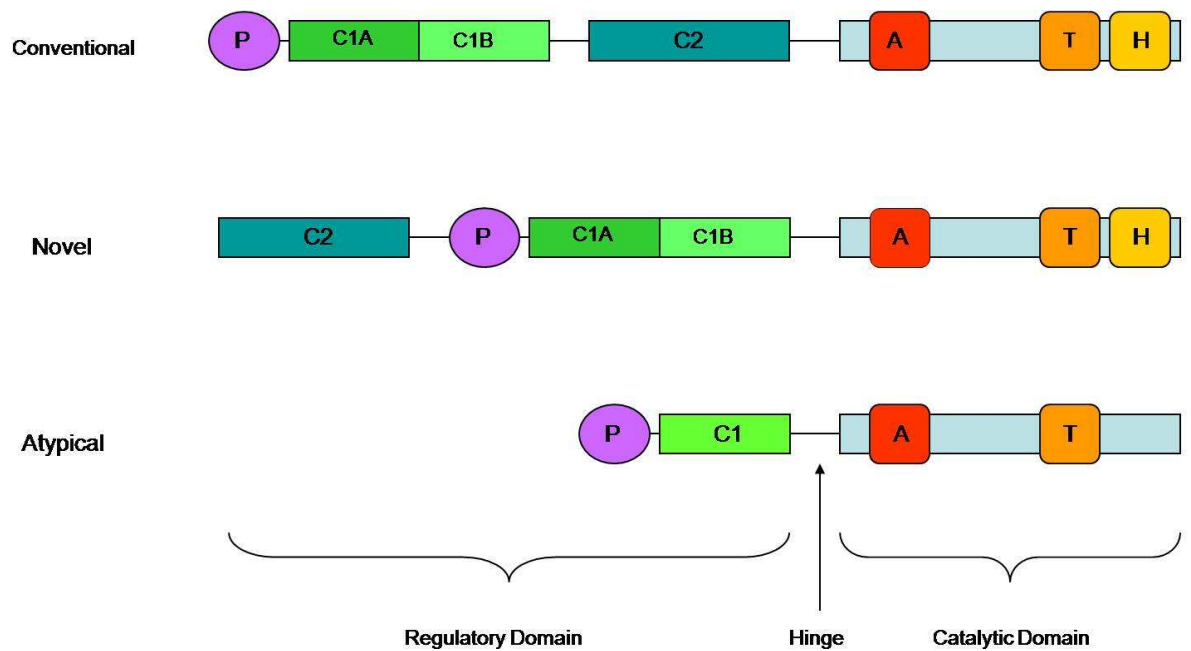 Conventional
P
C1A
C1B
C2
A
T
H
Novel
C2
P
C1A
C1B
A
T
H
Atypical
P
C1
A
T
Regulatory Domain
Hinge
Catalytic Domain